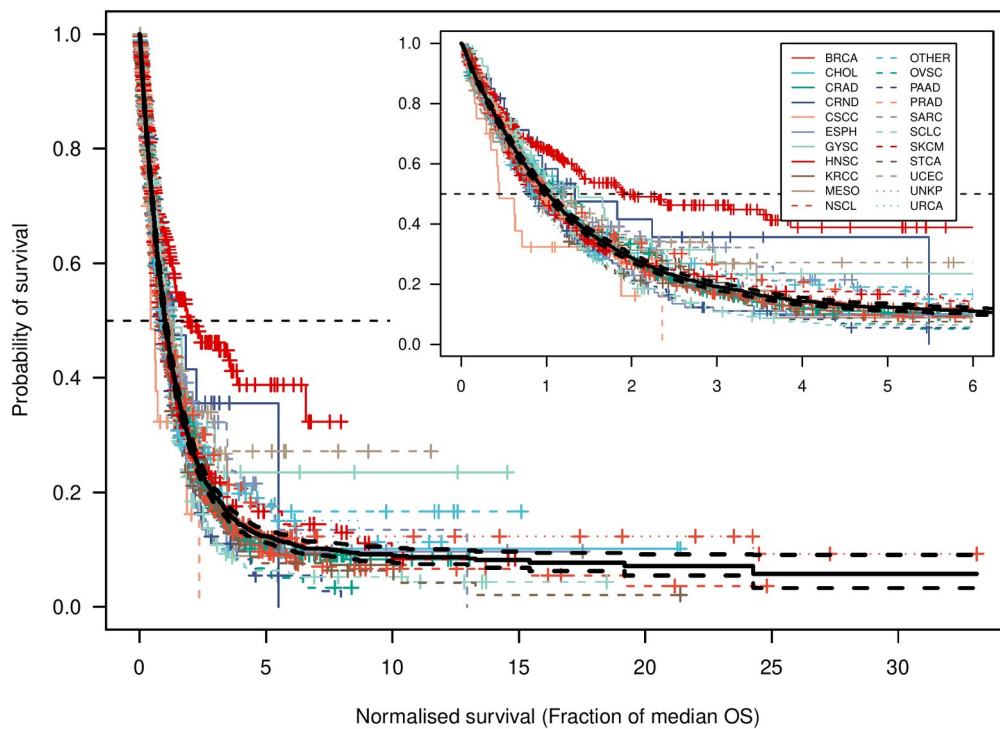 Probability of survival
1.0
0.8
0.6
0.4
0.2
0.0
0 5 10 15 20 25 30
Normalised survival (Fraction of median OS)
1.0
0.8
0.6
0.4
0.2
0.0
0 1 2 3 4 5 6
BRCA OTHER
CHOL OVSC
CRAD PAAD
CRND PRAD
CSCC SARC
ESPH SCLC
GYSC SKCM
HNSC STCA
KRCC UCEC
MESO UNKP
NSCL URCA